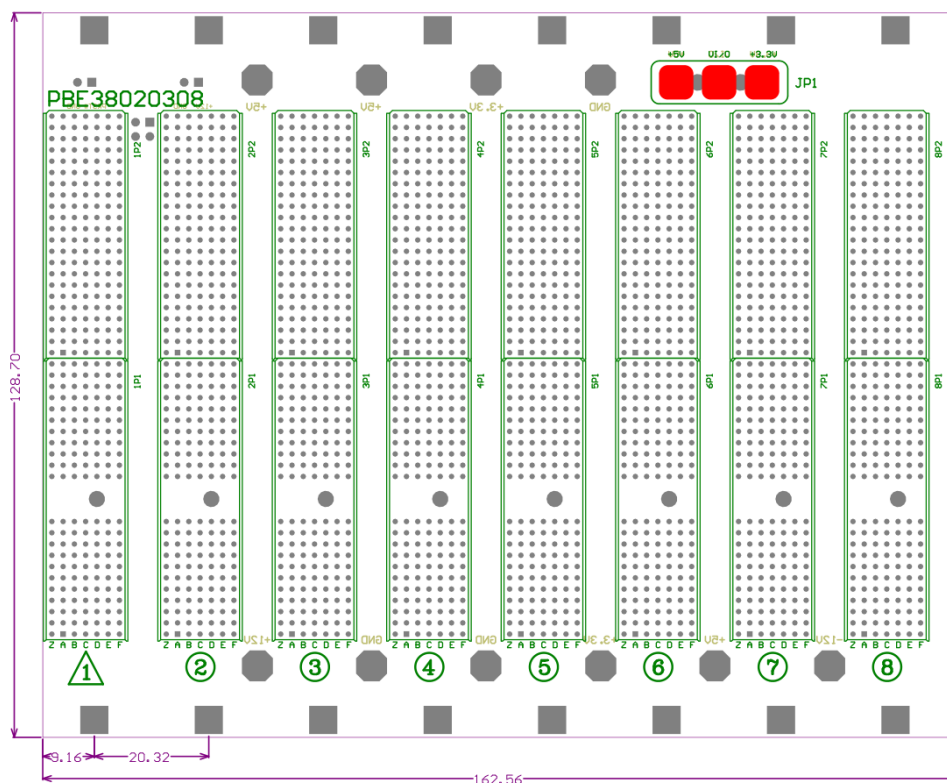 +5V VI/O +3.3V
JP1
PBE38020308
+5V +5V +3.3V GND
1P2 2P2 3P2 4P2 5P2 6P2 7P2 8P2
128.70
1P1 2P1 3P1 4P1 5P1 6P1 7P1 8P1
+12V GND GND +3.3V +5V -12V
Z A B C D E F Z A B C D E F Z A B C D E F Z A B C D E F Z A B C D E F Z A B C D E F Z A B C D E F Z A B C D E F
1 2 3 4 5 6 7 8
9.16 20.32
162.56